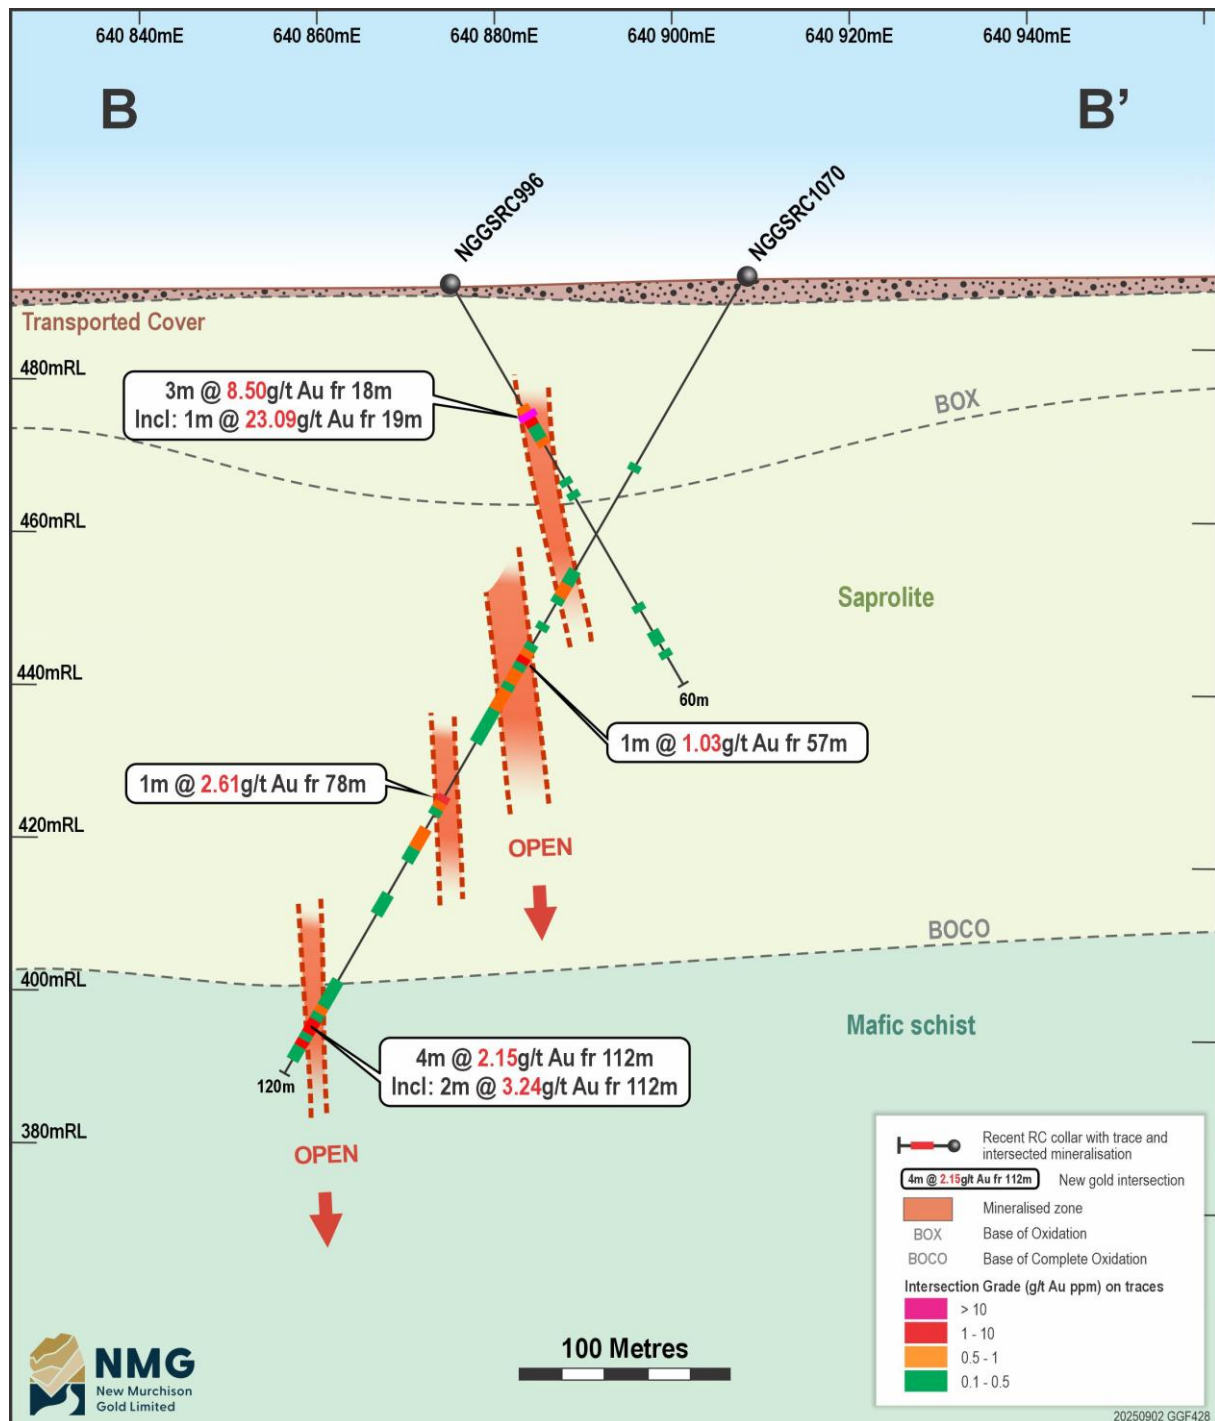 640 840mE
640 860mE
640 880mE
640 900mE
640 920mE
640 940mE
B
B'
NGGSRC996
NGGSRC1070
Transported Cover
480mRL
3m @ 8.50g/t Au fr 18m
Incl: 1m @ 23.09g/t Au fr 19m
BOX
460mRL
Saprolite
440mRL
60m
1m @ 1.03g/t Au fr 57m
1m @ 2.61g/t Au fr 78m
420mRL
OPEN
BOCO
400mRL
Mafic schist
4m @ 2.15g/t Au fr 112m
Incl: 2m @ 3.24g/t Au fr 112m
120m
380mRL
OPEN
Recent RC collar with trace and
intersected mineralisation
4m @ 2.15g/t Au fr 112m
New gold intersection
Mineralised zone
BOX
Base of Oxidation
BOCO
Base of Complete Oxidation
Intersection Grade (g/t Au ppm) on traces
> 10
1 - 10
0.5 - 1
0.1 - 0.5
100 Metres
NMG
New Murchison
Gold Limited
20250902 GGF428